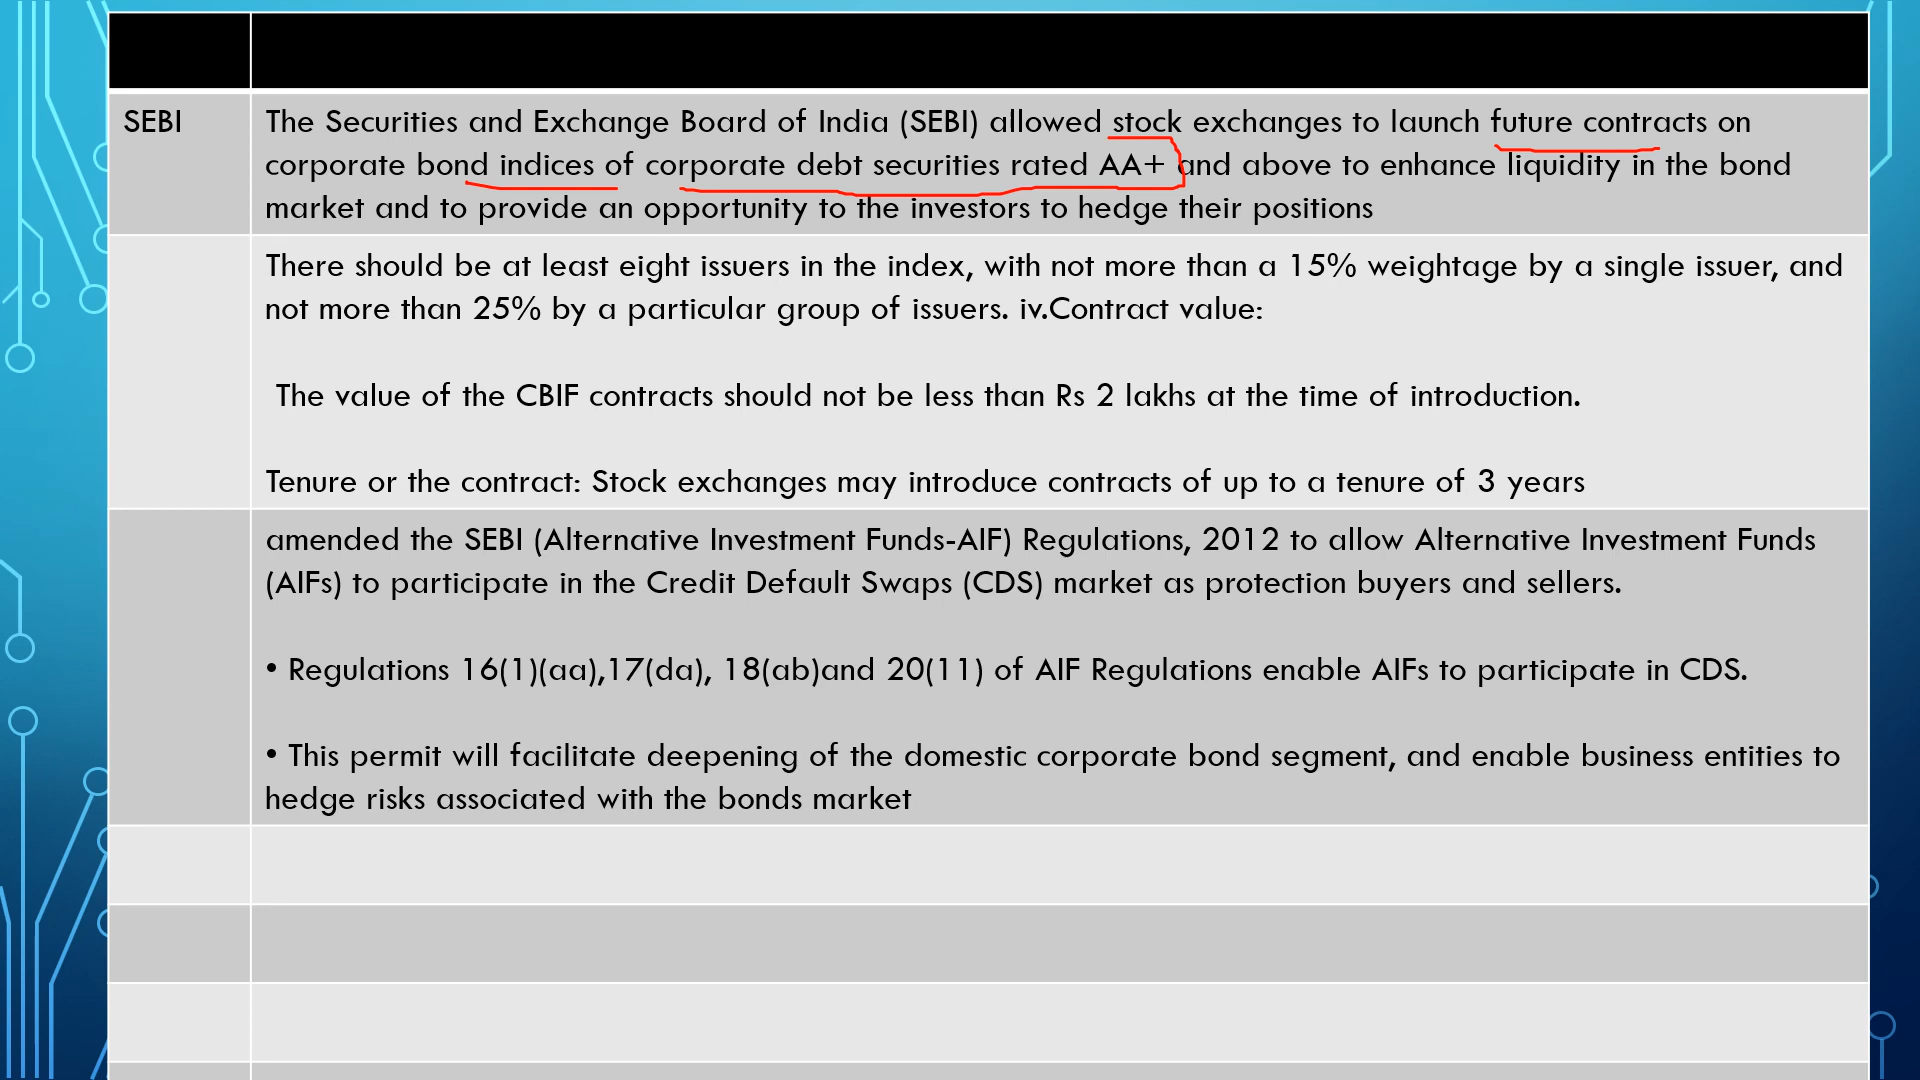 SEBI
The Securities and Exchange Board of India (SEBI) allowed stock exchanges to launch future contracts on
corporate bond indices of corporate debt securities rated AA+ and above to enhance liquidity in the bond
market and to provide an opportunity to the investors to hedge their positions
There should be at least eight issuers in the index, with not more than a 15% weightage by a single issuer, and
not more than 25% by a particular group of issuers. iv.Contract value:
The value of the CBIF contracts should not be less than Rs 2 lakhs at the time of introduction.
Tenure or the contract: Stock exchanges may introduce contracts of up to a tenure of 3 years
amended the SEBI (Alternative Investment Funds-AIF) Regulations, 2012 to allow Alternative Investment Funds
(AIFs) to participate in the Credit Default Swaps (CDS) market as protection buyers and sellers.
• Regulations 16(1)(aa),17(da), 18(ab)and 20(11) of AIF Regulations enable AIFs to participate in CDS.
• This permit will facilitate deepening of the domestic corporate bond segment, and enable business entities to
hedge risks associated with the bonds market